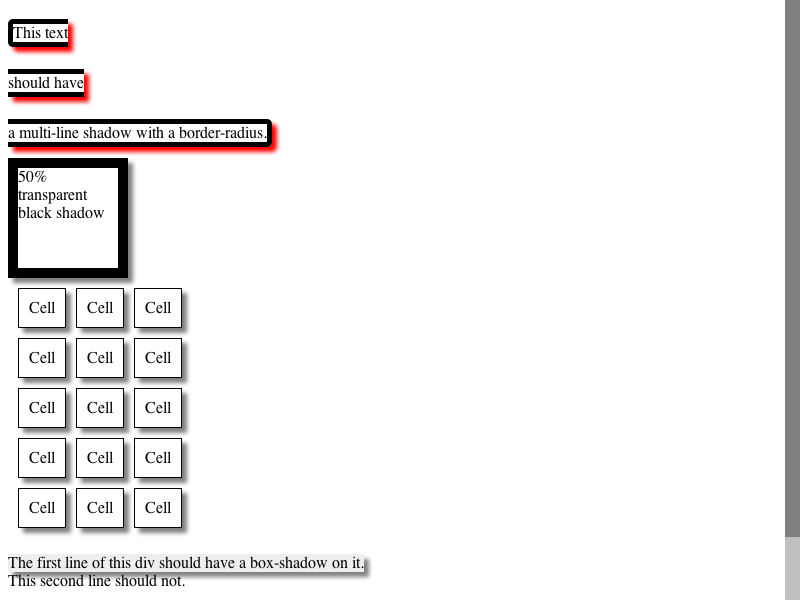 This text
should have
a multi-line shadow with a border-radius.
50%
transparent
black shadow
Cell Cell Cell
Cell Cell Cell
Cell Cell Cell
Cell Cell Cell
Cell Cell Cell
The first line of this div should have a box-shadow on it.
This second line should not.